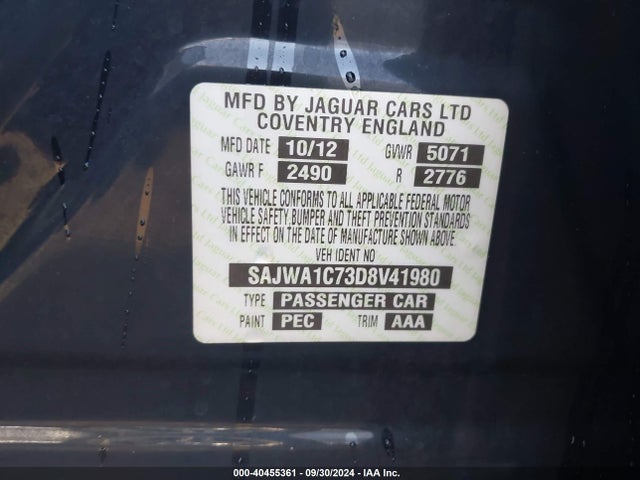 MFD BY JAGUAR CARS LTD
COVENTRY ENGLAND
MFD DATE 10/12 GVWR 5071
GAWR F 2490 R 2776
THIS VEHICLE CONFORMS TO ALL APPLICABLE FEDERAL MOTOR
VEHICLE SAFETY, BUMPER AND THEFT PREVENTION STANDARDS
IN EFFECT ON THE DATE OF MANUFACTURE SHOWN ABOVE
VEH IDENT NO
SAJWA1C73D8V41980
TYPE PASSENGER CAR
PAINT PEC TRIM AAA
000-40455361 - 09/30/2024 - IAA Inc.